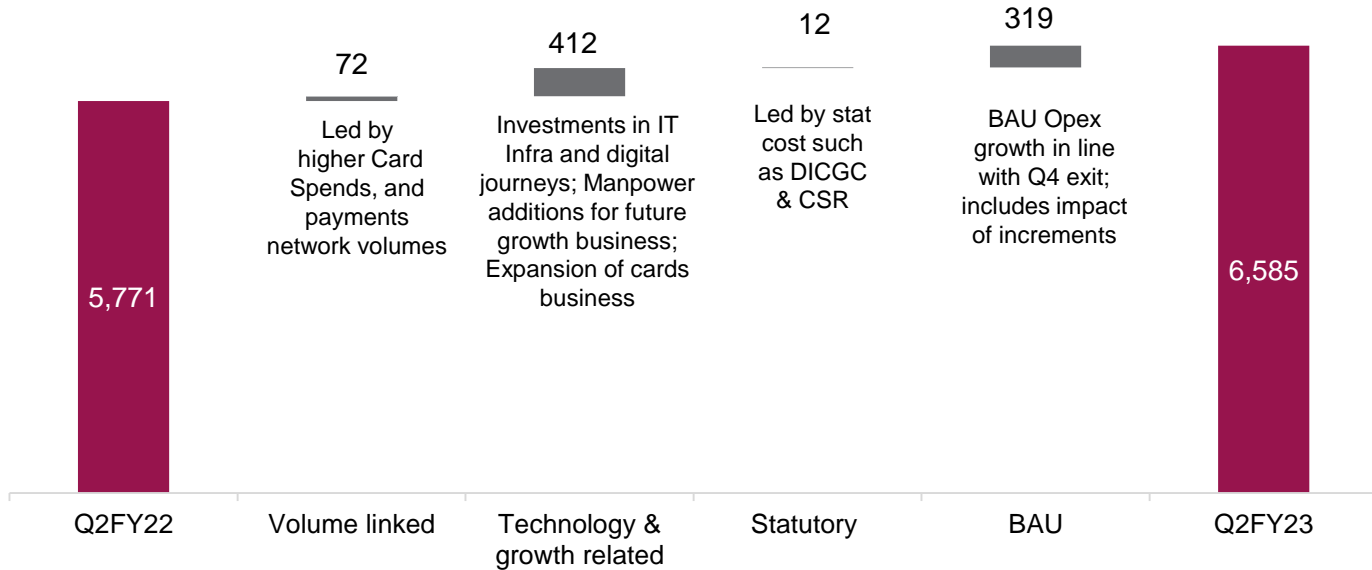 72
412
12
319
Led by
higher Card
Spends, and
payments
network volumes
Investments in IT
Infra and digital
journeys; Manpower
additions for future
growth business;
Expansion of cards
business
Led by stat
cost such
as DICGC
& CSR
BAU Opex
growth in line
with Q4 exit;
includes impact
of increments
5,771
6,585
Q2FY22
Volume linked
Technology &
growth related
Statutory
BAU
Q2FY23